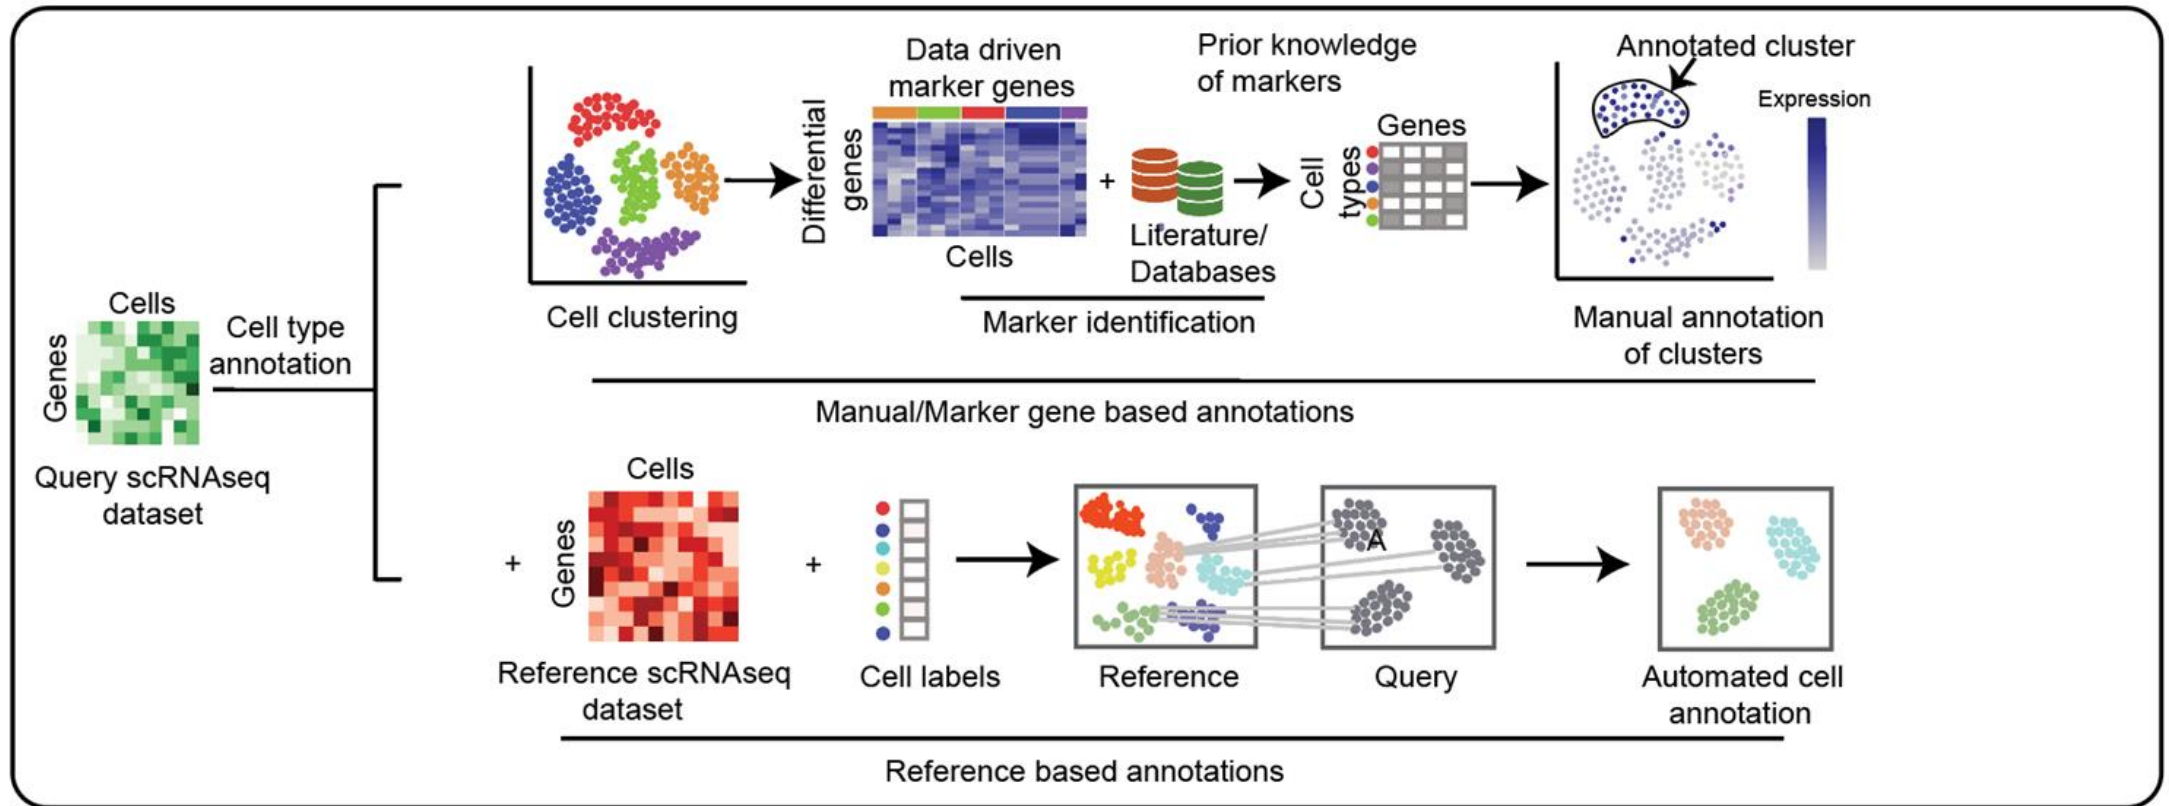 Cells
Genes
Query scRNAseq
dataset
Cell type
annotation
Cell clustering
Data driven
marker genes
Differential
genes
Cells
+
Prior knowledge
of markers
Literature/
Databases
Marker identification
Genes
Cell
types
Annotated cluster
Expression
Manual annotation
of clusters
Manual/Marker gene based annotations
+
Cells
Genes
Reference scRNAseq
dataset
+
Cell labels
Reference
A
Query
Automated cell
annotation
Reference based annotations